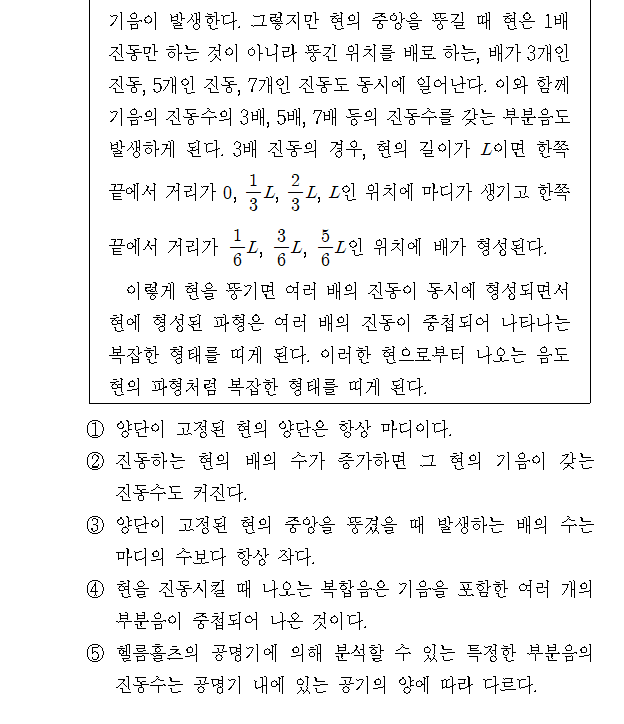 기음이 발생한다. 그렇지만 현의 중앙을 뚱길 때 현은 1배
진동만 하는 것이 아니라 뚱긴 위치를 배로 하는, 배가 3개인
진동, 5개인 진동, 7개인 진동도 동시에 일어난다. 이와 함께
기음의 진동수의 3배, 5배, 7배 등의 진동수를 갖는 부분음도
발생하게 된다. 3배 진동의 경우, 현의 길이가 L이면 한쪽
끝에서 거리가 0, 1/3 L, 2/3 L, L인 위치에 마디가 생기고 한쪽
끝에서 거리가 1/6 L, 3/6 L, 5/6 L인 위치에 배가 형성된다.
이렇게 현을 뚱기면 여러 배의 진동이 동시에 형성되면서
현에 형성된 파형은 여러 배의 진동이 중첩되어 나타나는
복잡한 형태를 띠게 된다. 이러한 현으로부터 나오는 음도
현의 파형처럼 복잡한 형태를 띠게 된다.
① 양단이 고정된 현의 양단은 항상 마디이다.
② 진동하는 현의 배의 수가 증가하면 그 현의 기음이 갖는
진동수도 커진다.
③ 양단이 고정된 현의 중앙을 뚱겼을 때 발생하는 배의 수는
마디의 수보다 항상 작다.
④ 현을 진동시킬 때 나오는 복합음은 기음을 포함한 여러 개의
부분음이 중첩되어 나온 것이다.
⑤ 헬름홀츠의 공명기에 의해 분석할 수 있는 특정한 부분음의
진동수는 공명기 내에 있는 공기의 양에 따라 다르다.